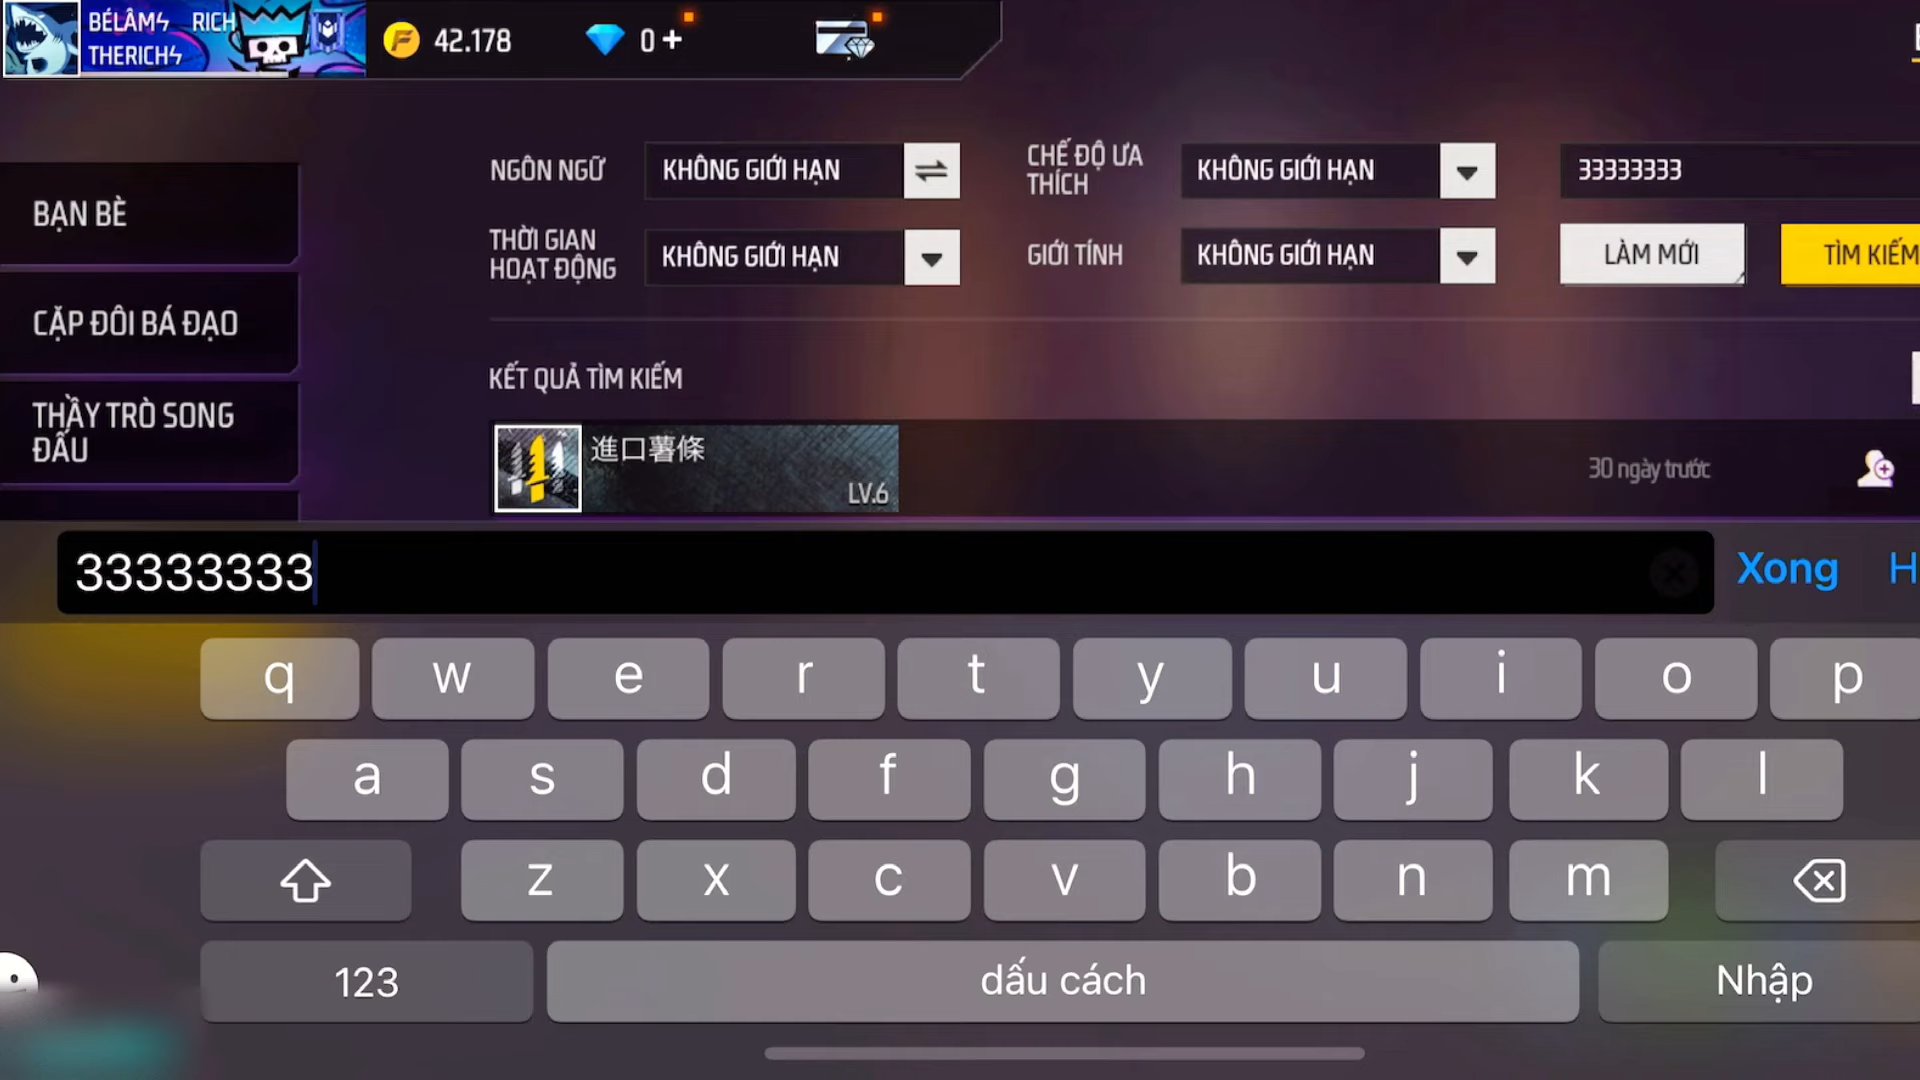 BÉLÂMϟ RICH
THERICHϟ
42.178
0 +
NGÔN NGỮ
KHÔNG GIỚI HẠN
CHẾ ĐỘ ƯA
THÍCH
KHÔNG GIỚI HẠN
33333333
BẠN BÈ
THỜI GIAN
HOẠT ĐỘNG
KHÔNG GIỚI HẠN
GIỚI TÍNH
KHÔNG GIỚI HẠN
LÀM MỚI
TÌM KIẾM
CẶP ĐÔI BÁ ĐẠO
KẾT QUẢ TÌM KIẾM
THẦY TRÒ SONG
ĐẤU
進口薯條
LV.6
30 ngày trước
33333333
Xong
H
q w e r t y u i o p
a s d f g h j k l
z x c v b n m
123
dấu cách
Nhập